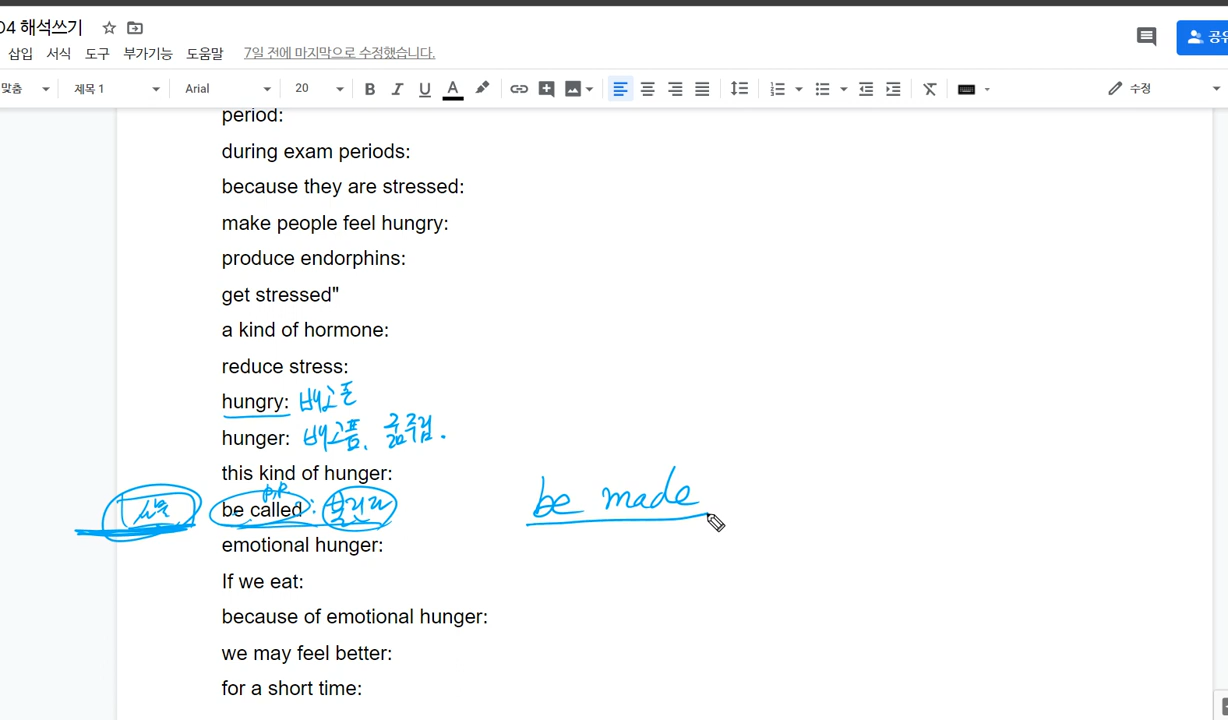 04 해석쓰기
삽입 서식 도구 부가기능 도움말 7일 전에 마지막으로 수정했습니다.
공유
맞춤 제목 1 Arial 20 B I U A 수정
period:
during exam periods:
because they are stressed:
make people feel hungry:
produce endorphins:
get stressed"
a kind of hormone:
reduce stress:
hungry: 배고픈
hunger: 배고픔, 굶주림.
this kind of hunger:
p.p
be called: 불린다
be made
emotional hunger:
If we eat:
because of emotional hunger:
we may feel better:
for a short time: